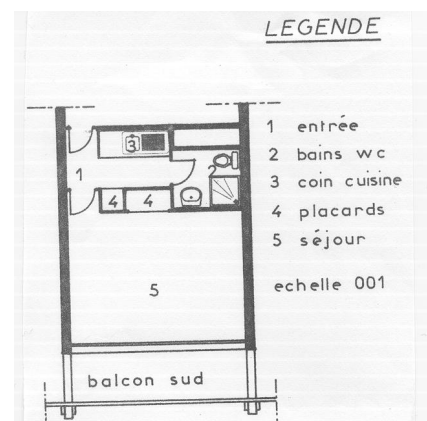 LEGENDE
1 entrée
2 bains wc
3 coin cuisine
4 placards
5 séjour
echelle 001
3
1
2
4 4
5
balcon sud